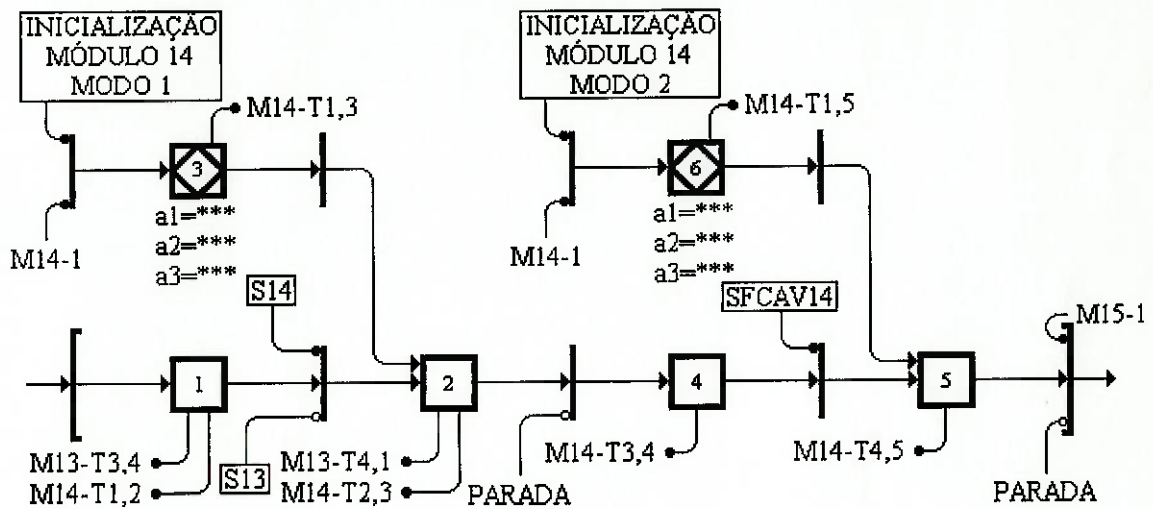 INICIALIZAÇÃO
MÓDULO 14
MODO 1
M14-T1,3
3
a1=***
a2=***
a3=***
M14-1
INICIALIZAÇÃO
MÓDULO 14
MODO 2
M14-T1,5
6
a1=***
a2=***
a3=***
M14-1
S14
SFCAV14
M15-1
1
2
4
5
M13-T3,4
M14-T1,2
S13
M13-T4,1
M14-T2,3
PARADA
M14-T3,4
M14-T4,5
PARADA